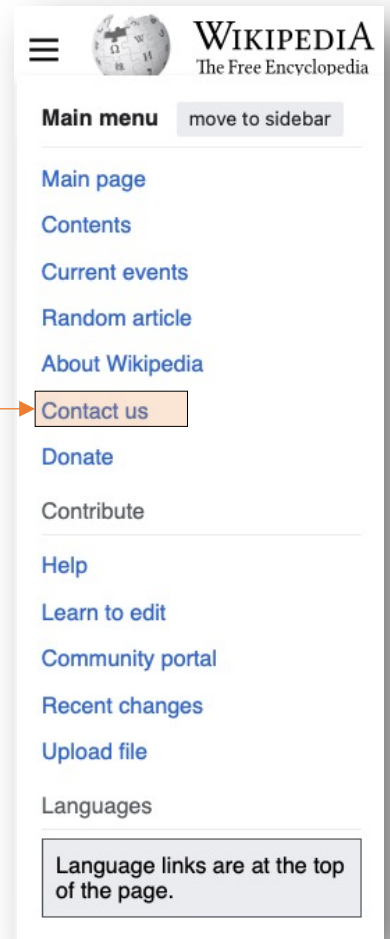 WIKIPEDIA
The Free Encyclopedia
Main menu move to sidebar
Main page
Contents
Current events
Random article
About Wikipedia
Contact us
Donate
Contribute
Help
Learn to edit
Community portal
Recent changes
Upload file
Languages
Language links are at the top
of the page.